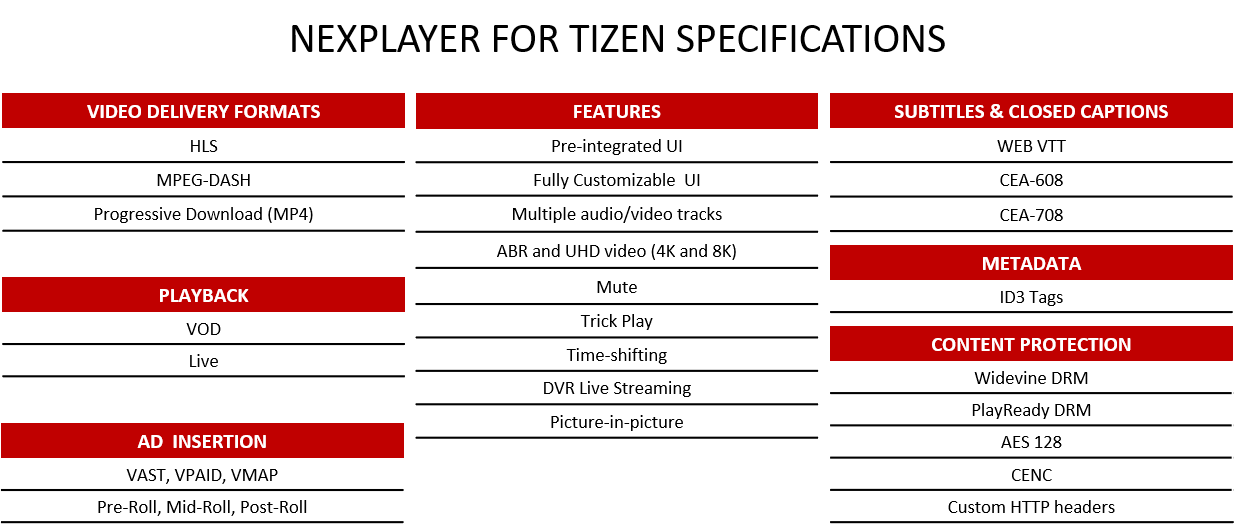 NEXPLAYER FOR TIZEN SPECIFICATIONS
VIDEO DELIVERY FORMATS
HLS
MPEG-DASH
Progressive Download (MP4)
PLAYBACK
VOD
Live
AD INSERTION
VAST, VPAID, VMAP
Pre-Roll, Mid-Roll, Post-Roll
FEATURES
Pre-integrated UI
Fully Customizable UI
Multiple audio/video tracks
ABR and UHD video (4K and 8K)
Mute
Trick Play
Time-shifting
DVR Live Streaming
Picture-in-picture
SUBTITLES & CLOSED CAPTIONS
WEB VTT
CEA-608
CEA-708
METADATA
ID3 Tags
CONTENT PROTECTION
Widevine DRM
PlayReady DRM
AES 128
CENC
Custom HTTP headers